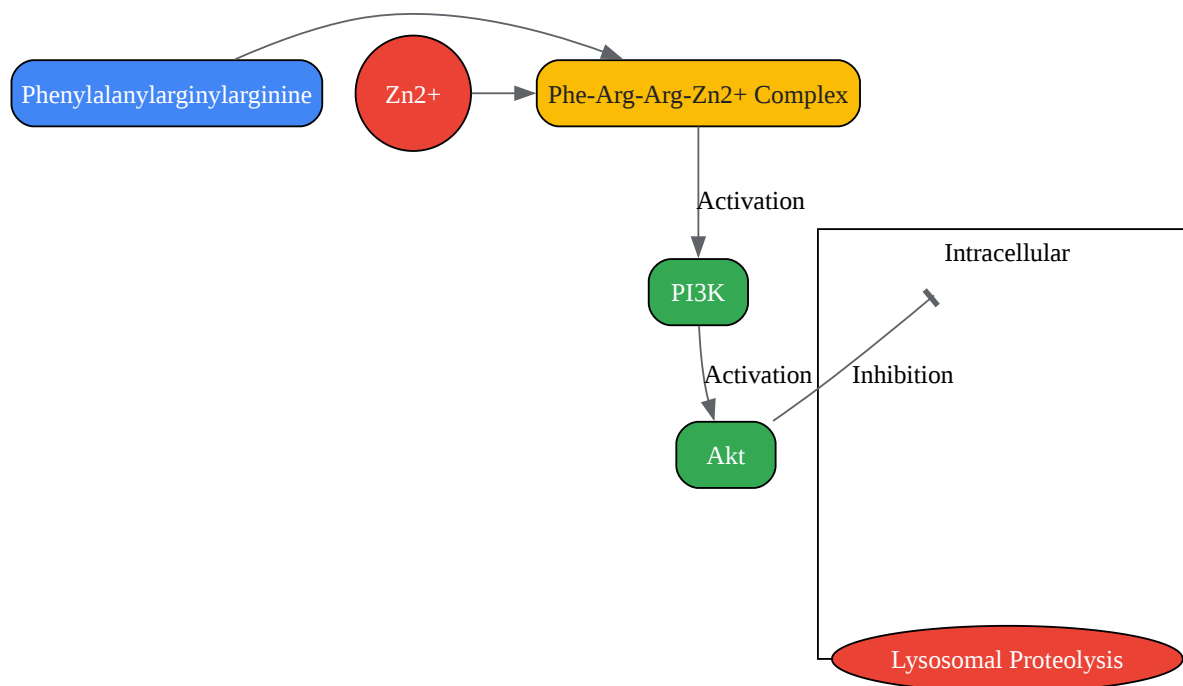 Phenylalanylarginylarginine
Zn2+
Phe-Arg-Arg-Zn2+ Complex
Activation
Intracellular
PI3K
Activation
Inhibition
Akt
Lysosomal Proteolysis